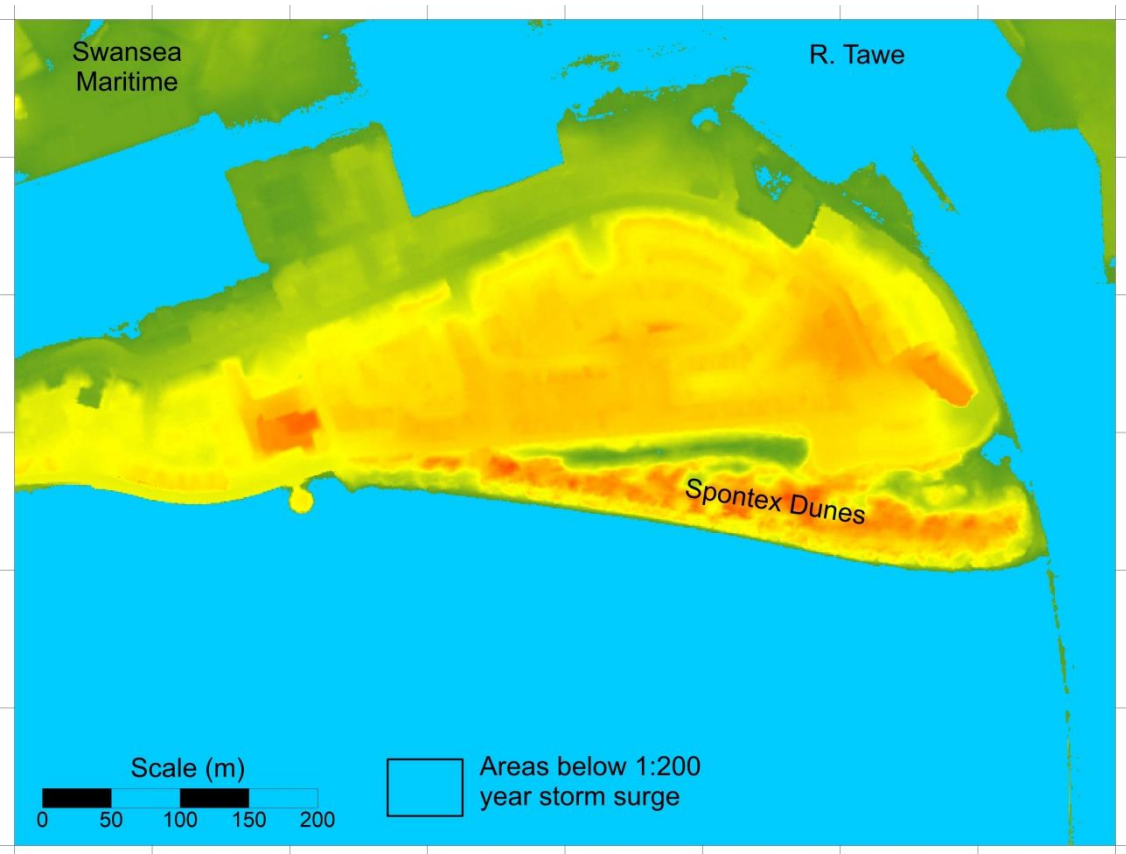 Swansea
Maritime
R. Tawe
Spontex Dunes
Scale (m)
0 50 100 150 200
Areas below 1:200
year storm surge